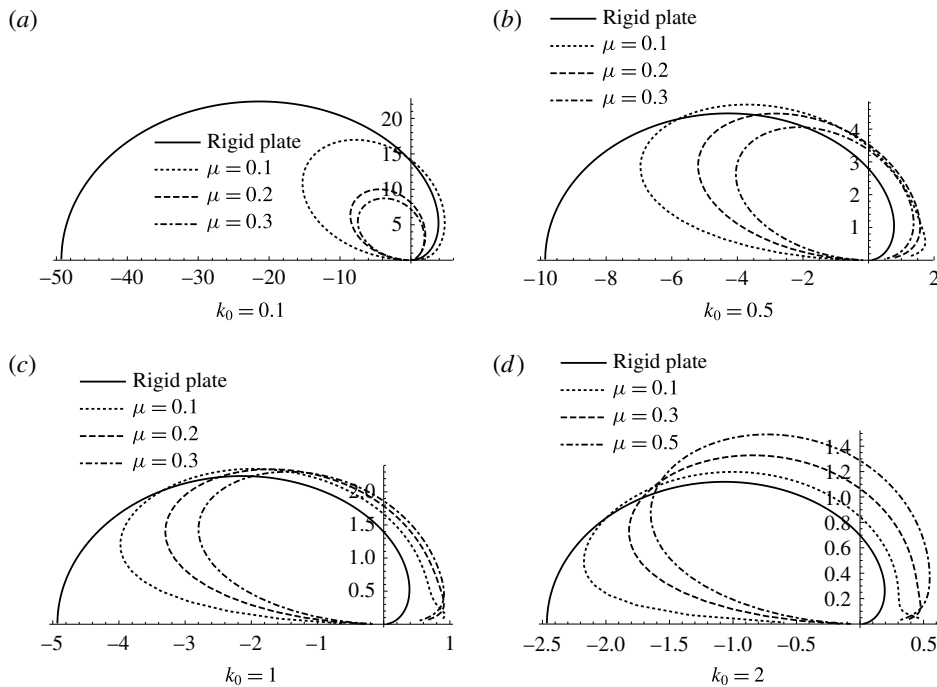 (a)
Rigid plate
μ = 0.1
μ = 0.2
μ = 0.3
20
15
10
5
−50 −40 −30 −20 −10 0
k0 = 0.1
(b)
Rigid plate
μ = 0.1
μ = 0.2
μ = 0.3
4
3
2
1
−10 −8 −6 −4 −2 0 2
k0 = 0.5
(c)
Rigid plate
μ = 0.1
μ = 0.2
μ = 0.3
2.0
1.5
1.0
0.5
−5 −4 −3 −2 −1 0 1
k0 = 1
(d)
Rigid plate
μ = 0.1
μ = 0.3
μ = 0.5
1.4
1.2
1.0
0.8
0.6
0.4
0.2
−2.5 −2.0 −1.5 −1.0 −0.5 0 0.5
k0 = 2